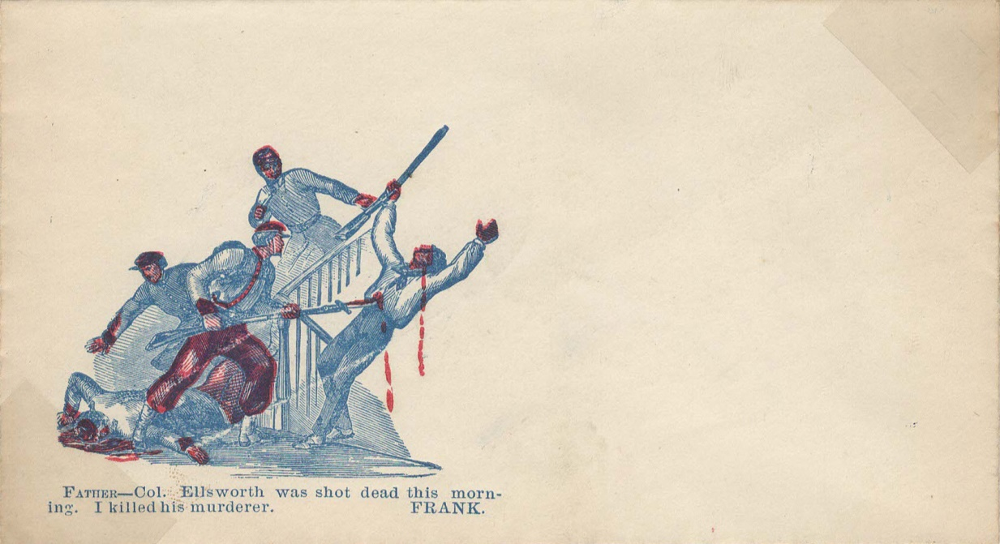 FATHER—Col. Ellsworth was shot dead this morn-
ing. I killed his murderer. FRANK.